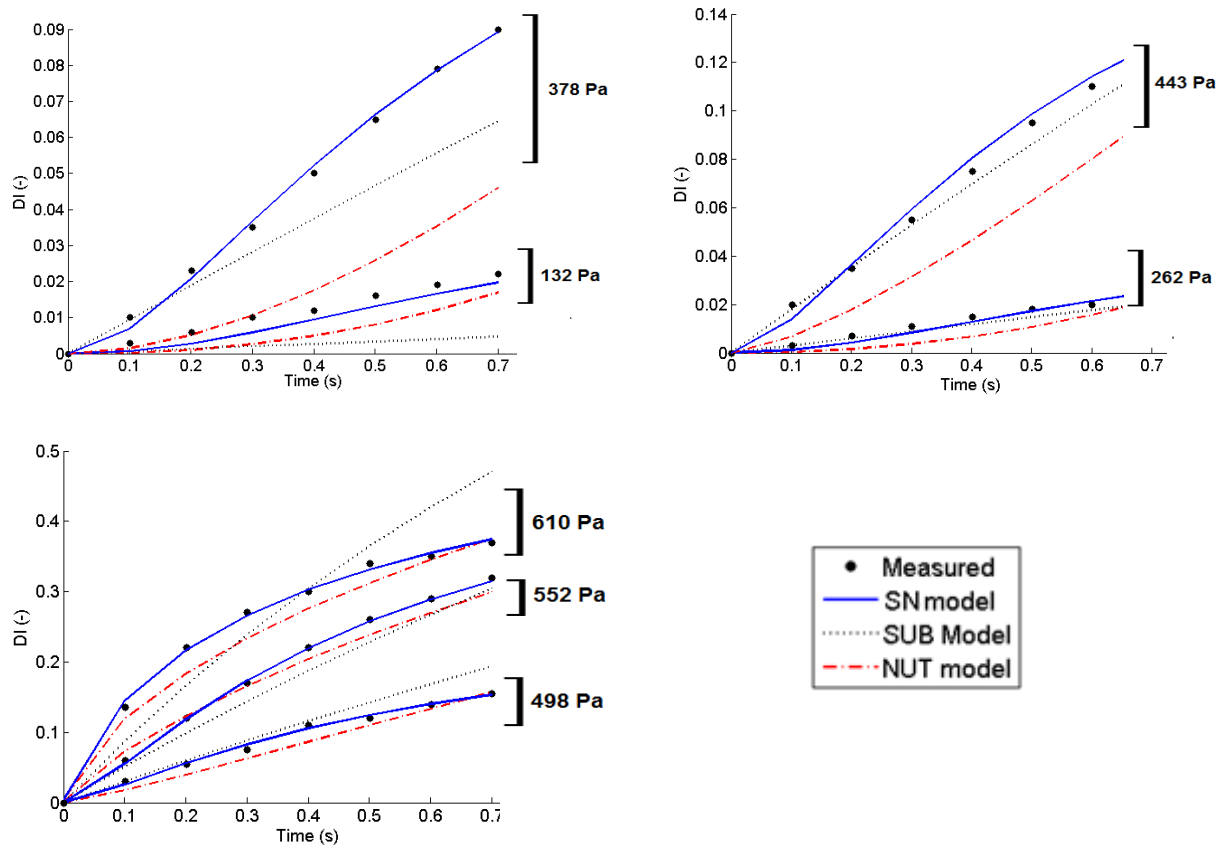 0.09
0.08
0.07
0.06
0.05
0.04
0.03
0.02
0.01
0
DI (-)
0 0.1 0.2 0.3 0.4 0.5 0.6 0.7
Time (s)
378 Pa
132 Pa
0.14
0.12
0.1
0.08
0.06
0.04
0.02
0
DI (-)
0 0.1 0.2 0.3 0.4 0.5 0.6 0.7
Time (s)
443 Pa
262 Pa
0.5
0.4
0.3
0.2
0.1
0
DI (-)
0 0.1 0.2 0.3 0.4 0.5 0.6 0.7
Time (s)
610 Pa
552 Pa
498 Pa
Measured
SN model
SUB Model
NUT model